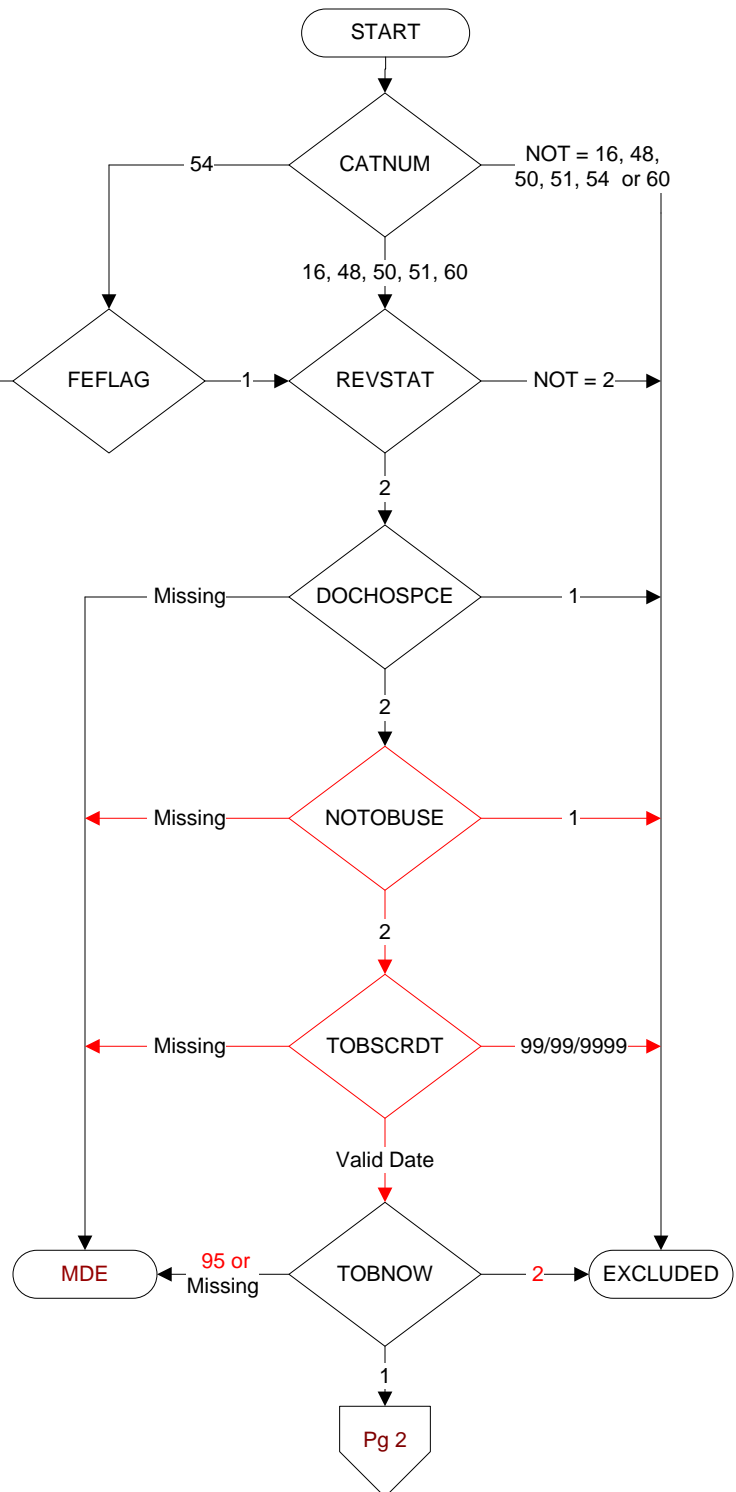 START
CATNUM
54
NOT = 16, 48,
50, 51, 54 or 60
16, 48, 50, 51, 60
FEFLAG
1
REVSTAT
NOT = 2
2
Missing
DOCHOSPCE
1
2
Missing
NOTOBUSE
1
2
Missing
TOBSCRDT
99/99/9999
Valid Date
MDE
95 or
Missing
TOBNOW
2
EXCLUDED
1
Pg 2